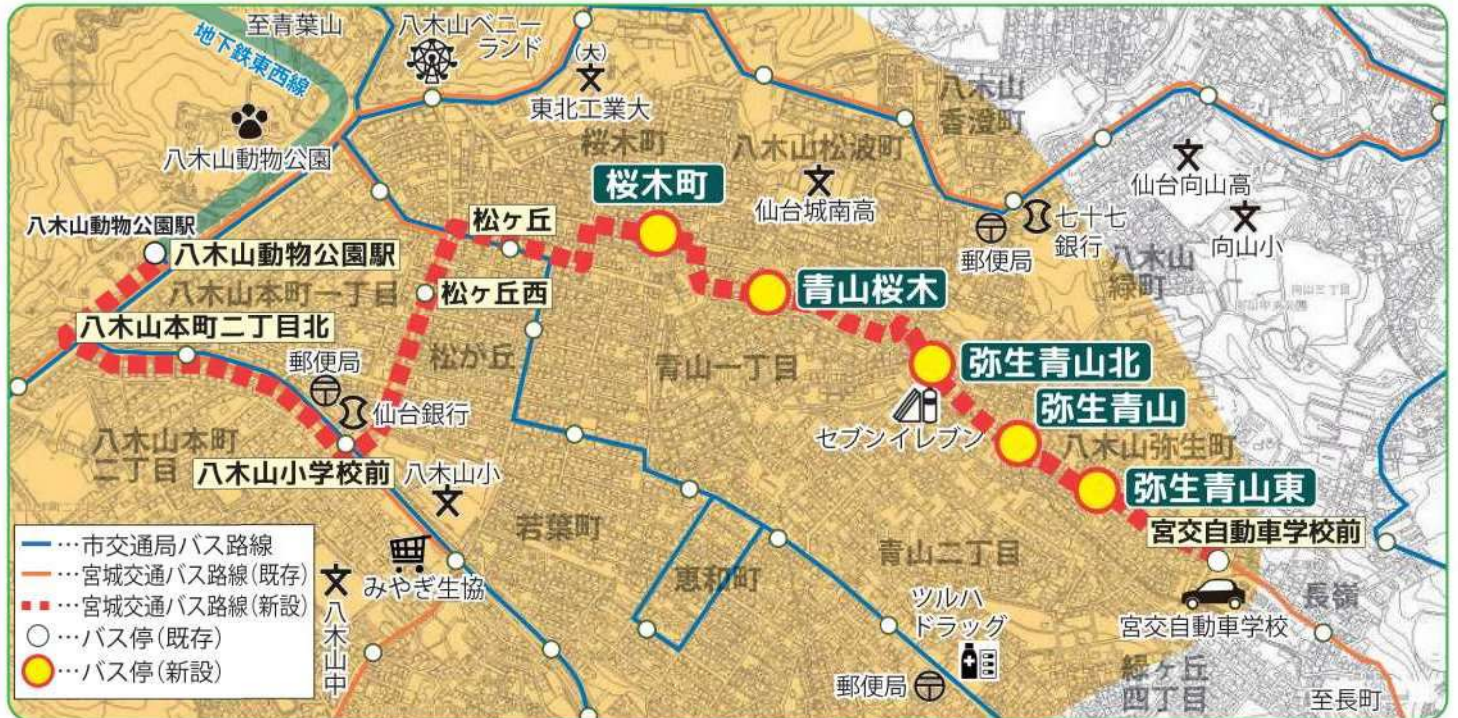 至青葉山
地下鉄東西線
八木山ベニー
ランド
(大)
東北工業大
八木山動物公園
桜木町
八木山松波町
八木山
香澄町
桜木町
仙台城南高
仙台向山高
向山小
七十七
銀行
郵便局
八木山
緑町
八木山動物公園駅
八木山動物公園駅
松ヶ丘
松ヶ丘西
青山桜木
八木山本町一丁目
八木山本町二丁目北
郵便局
仙台銀行
松が丘
青山一丁目
弥生青山北
弥生青山
セブンイレブン
八木山弥生町
八木山本町
二丁目
八木山小学校前
八木山小
弥生青山東
宮交自動車学校前
若葉町
恵和町
青山二丁目
みやぎ生協
八木山中
ツルハ
ドラッグ
郵便局
宮交自動車学校
長嶺
緑ヶ丘
四丁目
至長町
…市交通局バス路線
…宮城交通バス路線(既存)
…宮城交通バス路線(新設)
…バス停(既存)
…バス停(新設)